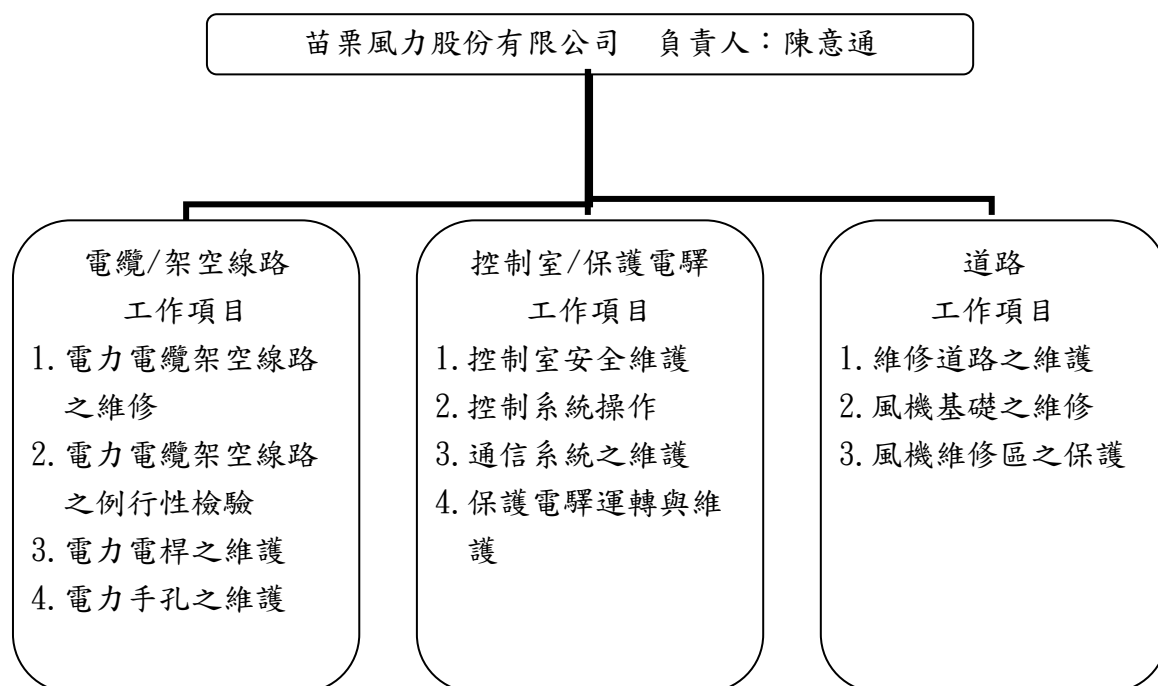 苗栗風力股份有限公司　負責人：陳意通
電纜/架空線路
工作項目
1.電力電纜架空線路
之維修
2.電力電纜架空線路
之例行性檢驗
3.電力電桿之維護
4.電力手孔之維護
控制室/保護電驛
工作項目
1.控制室安全維護
2.控制系統操作
3.通信系統之維護
4.保護電驛運轉與維
護
道路
工作項目
1.維修道路之維護
2.風機基礎之維修
3.風機維修區之保護